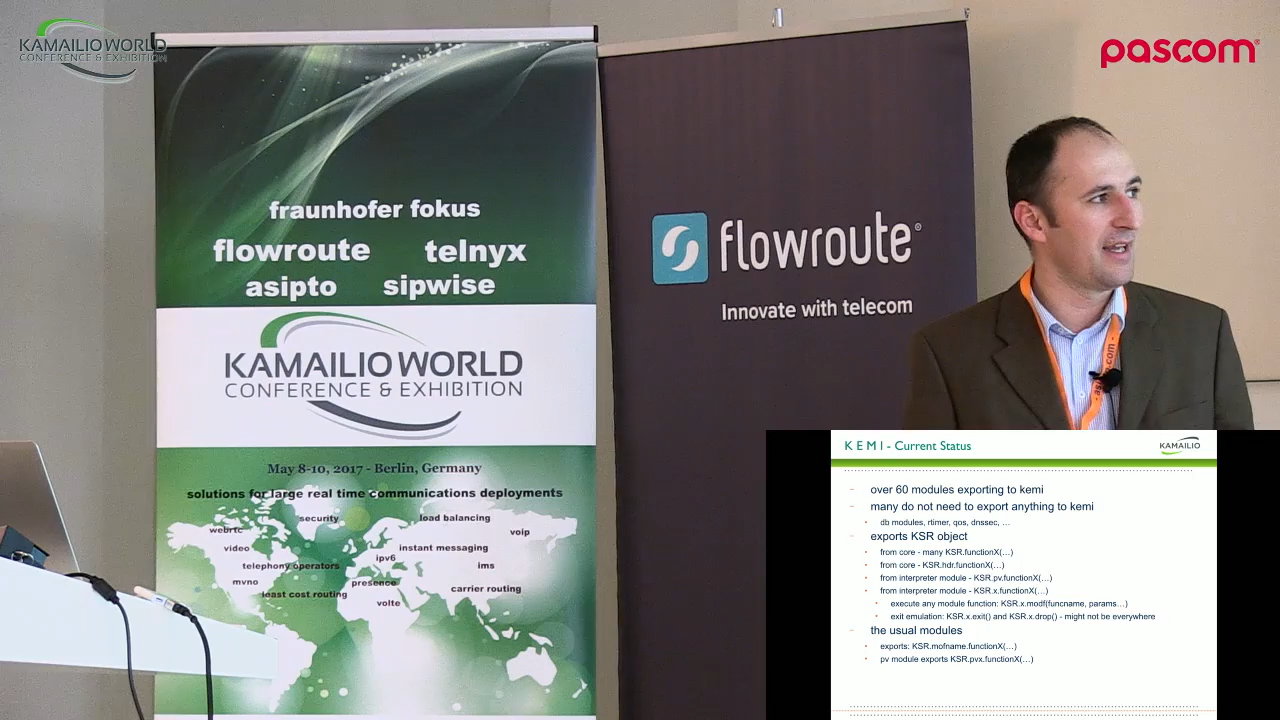 KAMAILIO WORLD
CONFERENCE & EXHIBITION
pascom
fraunhofer fokus
flowroute telnyx
asipto sipwise
KAMAILIO WORLD
CONFERENCE & EXHIBITION
May 8-10, 2017 - Berlin, Germany
solutions for large real time communications deployments
security
load balancing
webrtc
voip
video
instant messaging
ipv6
telephony operators
ims
mvno
presence
carrier routing
least cost routing
volte
flowroute®
Innovate with telecom
K E M I - Current Status
KAMAILIO
over 60 modules exporting to kemi
many do not need to export anything to kemi
db modules, rtimer, qos, dnssec, …
exports KSR object
from core - many KSR.functionX(…)
from core - KSR.hdr.functionX(…)
from interpreter module - KSR.pv.functionX(…)
from interpreter module - KSR.x.functionX(…)
execute any module function: KSR.x.modf(funcname, params…)
exit emulation: KSR.x.exit() and KSR.x.drop() - might not be everywhere
the usual modules
exports: KSR.mofname.functionX(…)
pv module exports KSR.pvx.functionX(…)